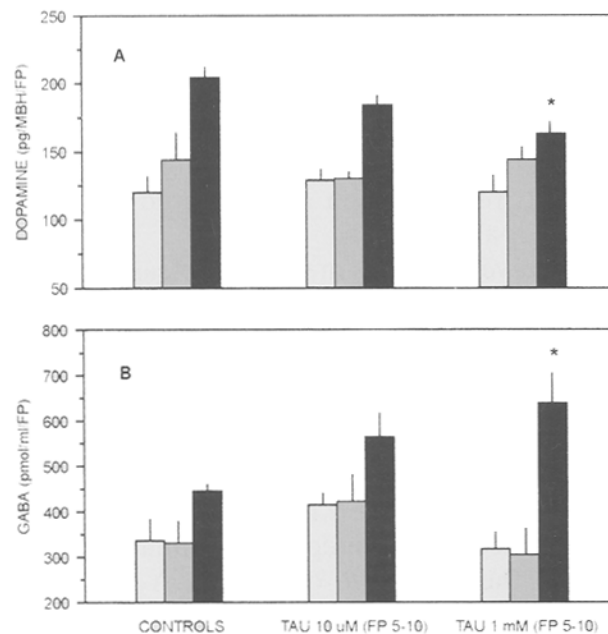 250
200
150
100
50
DOPAMINE (pg/MBH/FP)
A
*
800
700
600
500
400
300
200
GABA (pmol/ml/FP)
B
*
CONTROLS TAU 10 uM (FP 5-10) TAU 1 mM (FP 5-10)